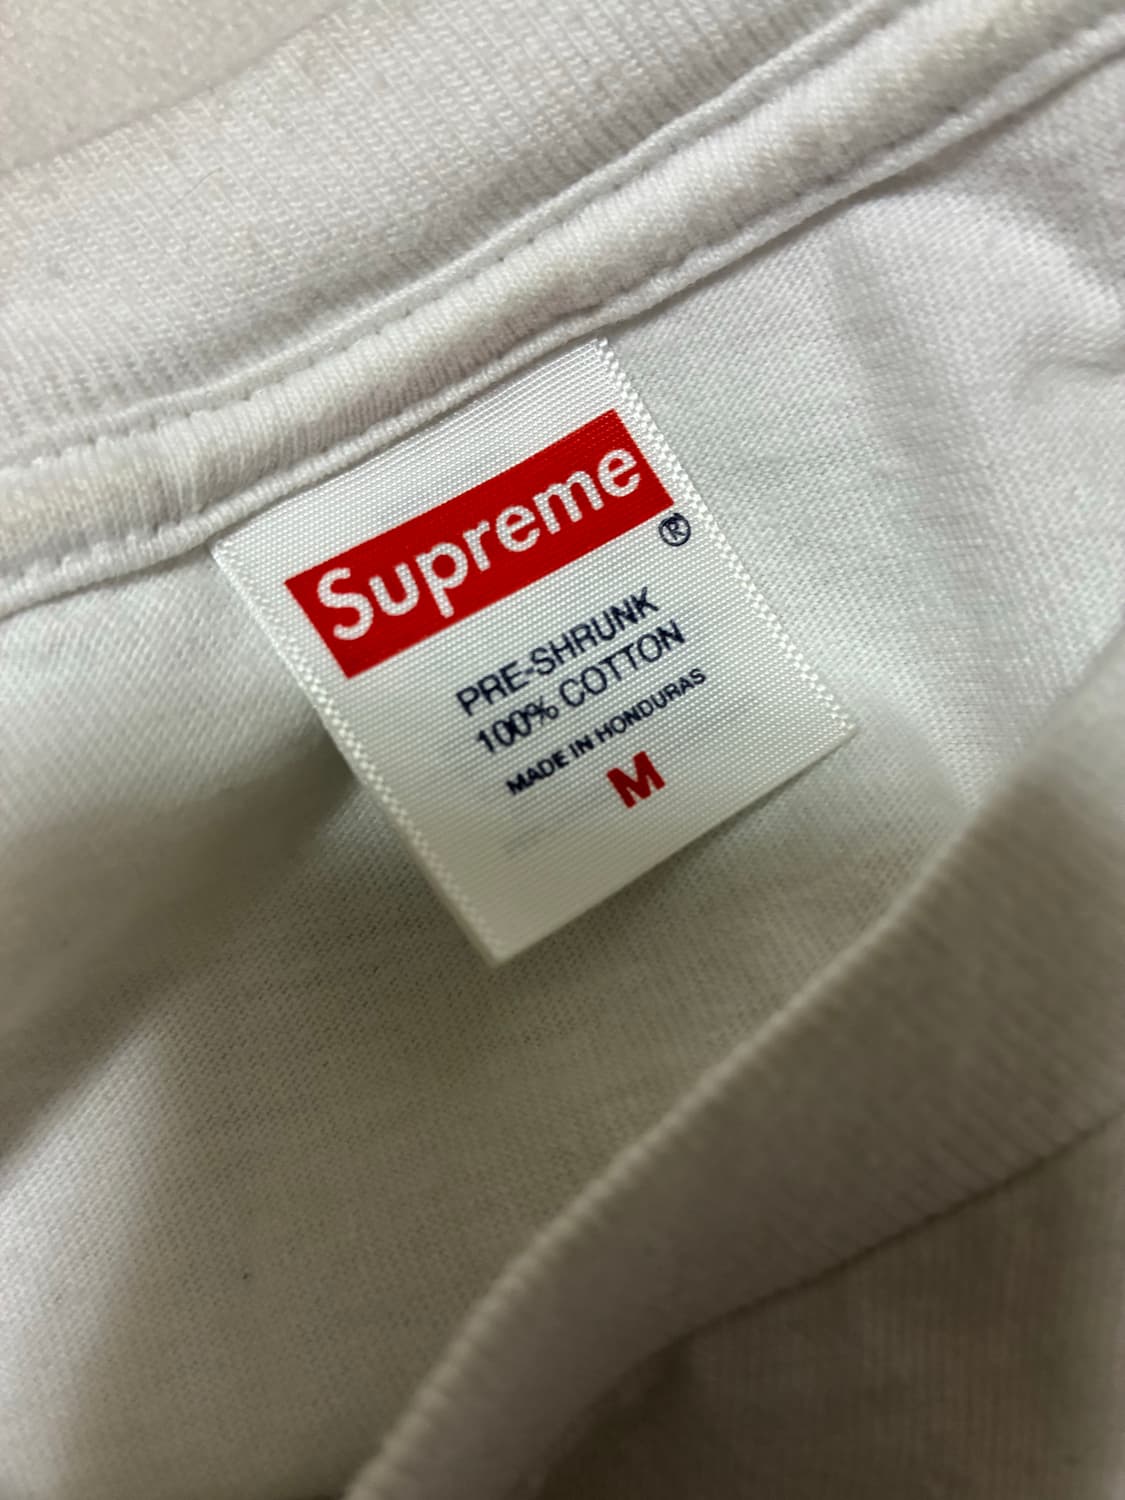 Supreme
®
PRE-SHRUNK
100% COTTON
MADE IN HONDURAS
M